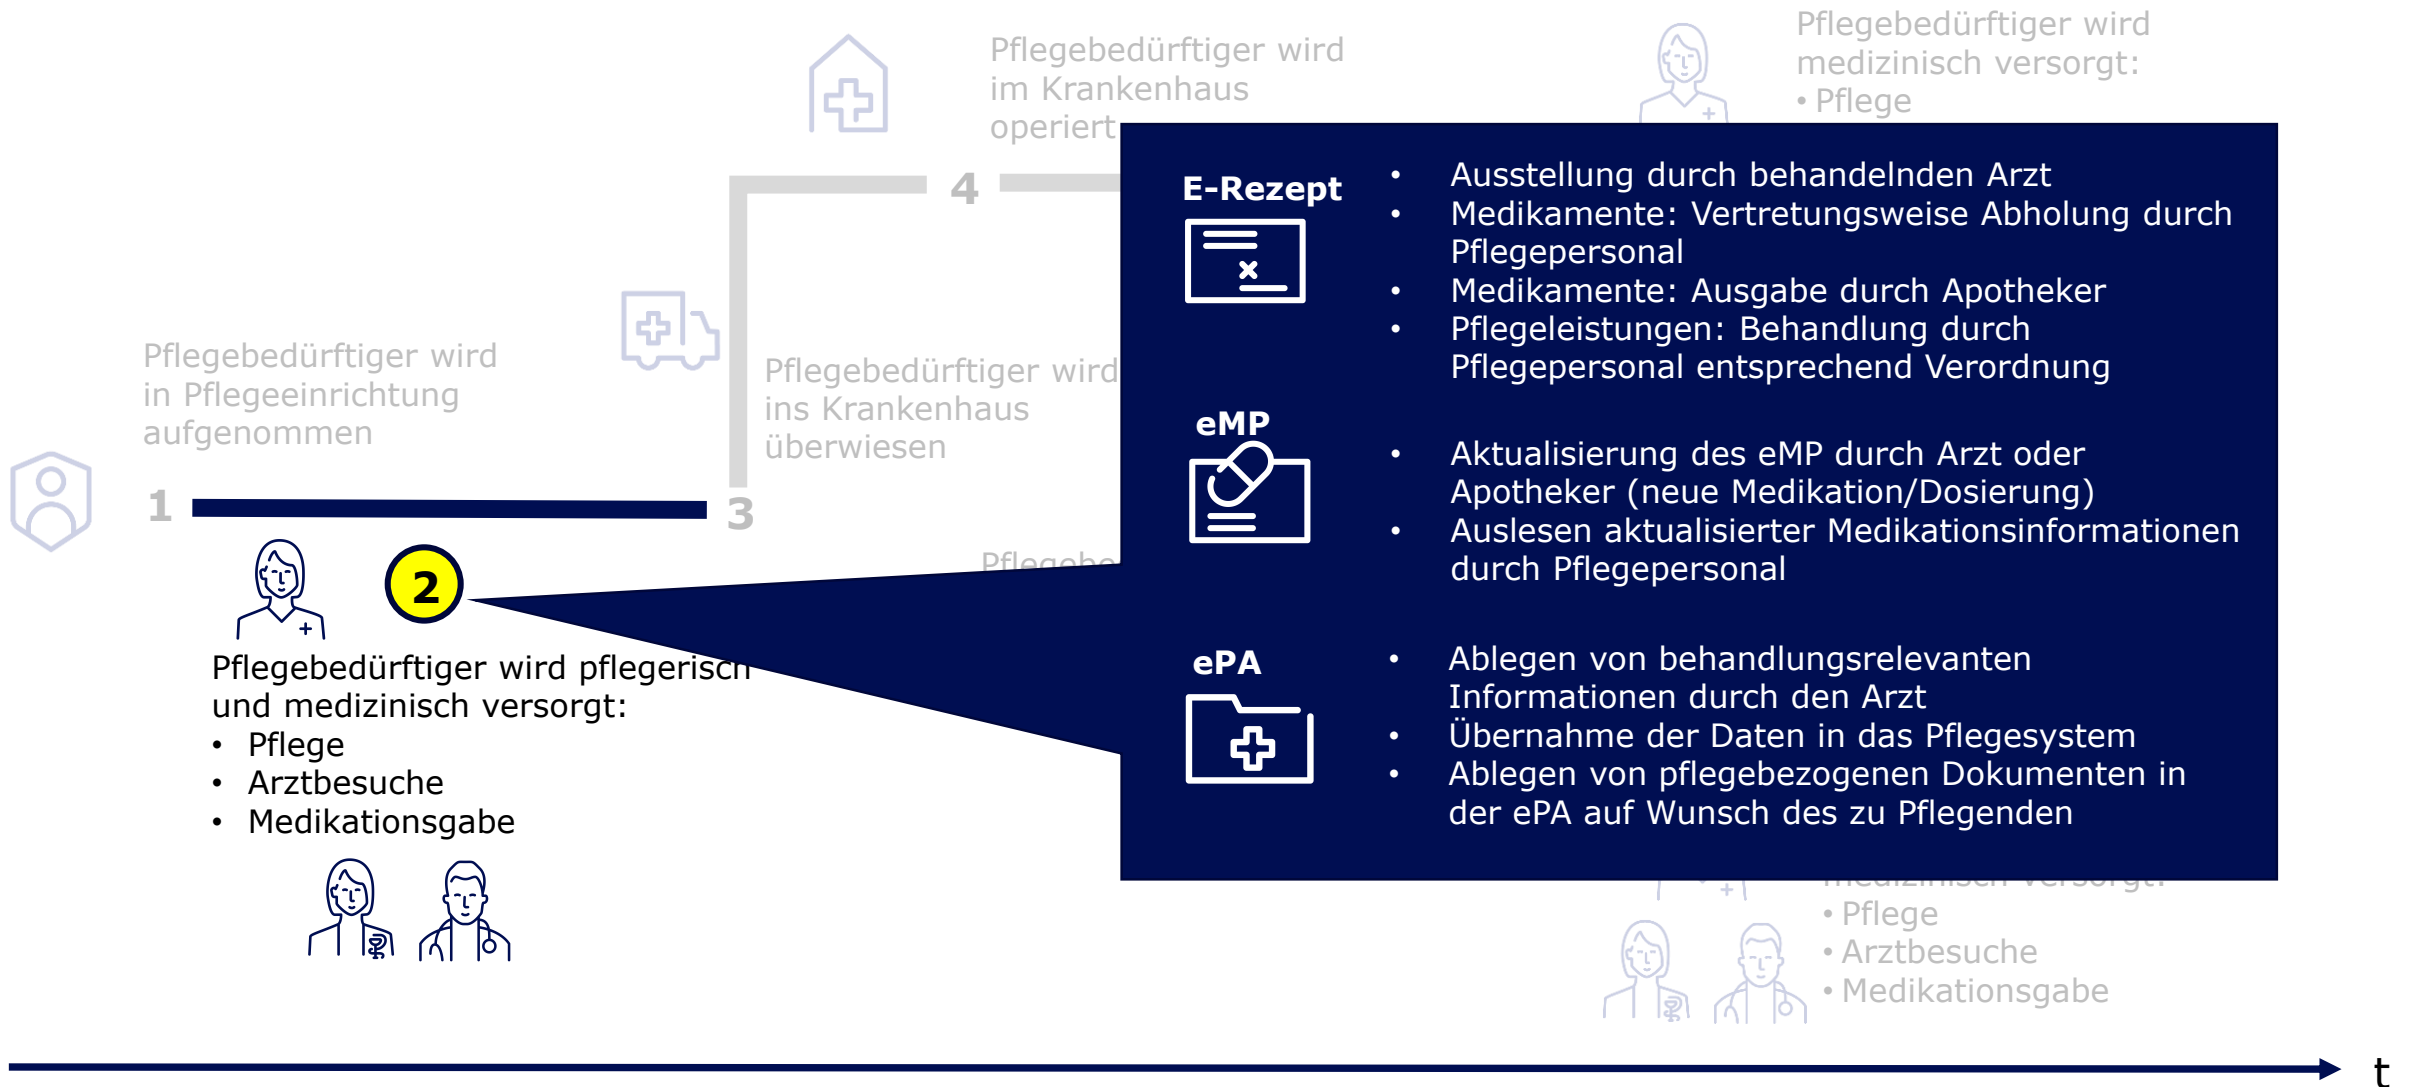 Pflegebedürftiger wird
im Krankenhaus
operiert
4
Pflegebedürftiger wird
medizinisch versorgt:
• Pflege
Pflegebedürftiger wird
ins Krankenhaus
überwiesen
3
Pflegebedürftiger wird
in Pflegeeinrichtung
aufgenommen
1
2
Pflegebedürftiger wird pflegerisch
und medizinisch versorgt:
• Pflege
• Arztbesuche
• Medikationsgabe
E-Rezept
• Ausstellung durch behandelnden Arzt
• Medikamente: Vertretungsweise Abholung durch
Pflegepersonal
• Medikamente: Ausgabe durch Apotheker
• Pflegeleistungen: Behandlung durch
Pflegepersonal entsprechend Verordnung
eMP
• Aktualisierung des eMP durch Arzt oder
Apotheker (neue Medikation/Dosierung)
• Auslesen aktualisierter Medikationsinformationen
durch Pflegepersonal
ePA
• Ablegen von behandlungsrelevanten
Informationen durch den Arzt
• Übernahme der Daten in das Pflegesystem
• Ablegen von pflegebezogenen Dokumenten in
der ePA auf Wunsch des zu Pflegenden
medizinisch versorgt:
• Pflege
• Arztbesuche
• Medikationsgabe
t